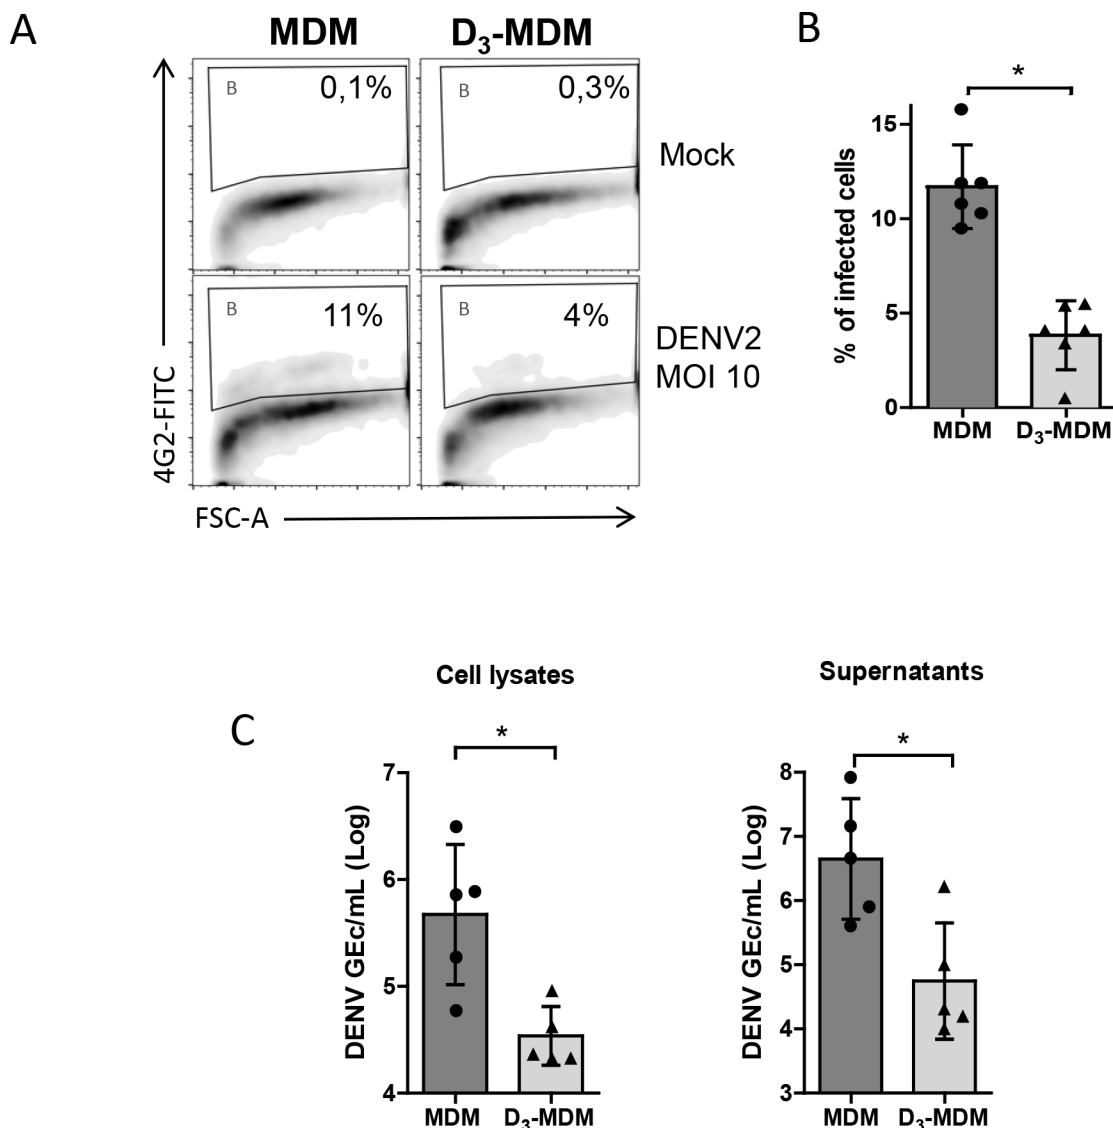 A
MDM
D₃-MDM
B
0,1%
B
0,3%
Mock
B
11%
B
4%
DENV2
MOI 10
4G2-FITC
FSC-A
B
*
% of infected cells
15
10
5
0
MDM
D₃-MDM
C
Cell lysates
*
DENV GEc/mL (Log)
7
6
5
4
MDM
D₃-MDM
Supernatants
*
DENV GEc/mL (Log)
8
7
6
5
4
3
MDM
D₃-MDM